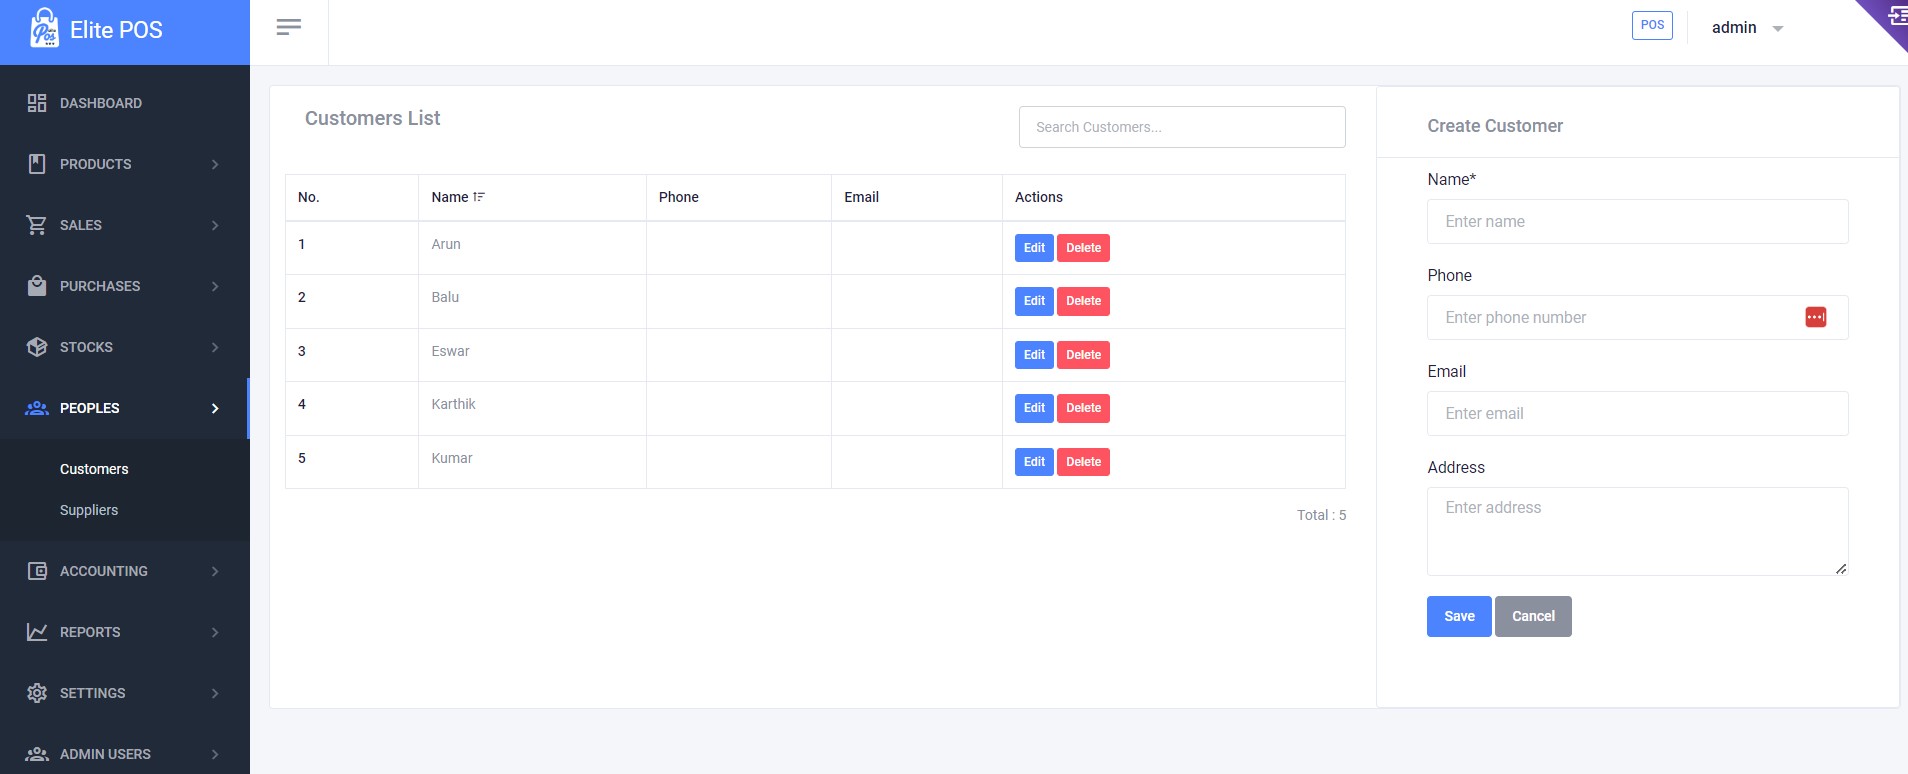 Elite POS
POS
admin
DASHBOARD
PRODUCTS
SALES
PURCHASES
STOCKS
PEOPLES
Customers
Suppliers
ACCOUNTING
REPORTS
SETTINGS
ADMIN USERS
Customers List
Search Customers...
No. Name Phone Email Actions
1 Arun Edit Delete
2 Balu Edit Delete
3 Eswar Edit Delete
4 Karthik Edit Delete
5 Kumar Edit Delete
Total : 5
Create Customer
Name*
Enter name
Phone
Enter phone number
Email
Enter email
Address
Enter address
Save Cancel